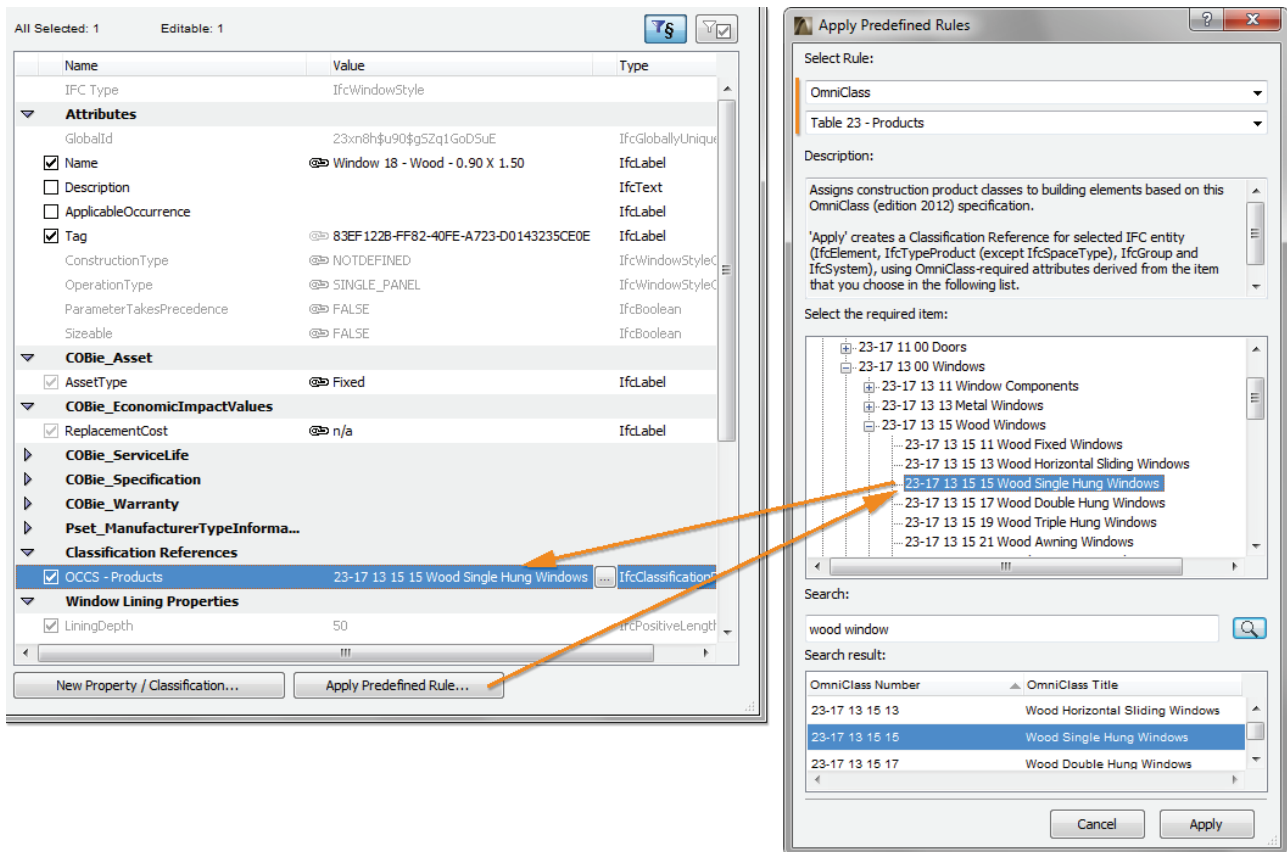 All Selected: 1 Editable: 1
Name Value Type
IFC Type IfcWindowStyle
Attributes
GlobalId 23xn8h$u90$gSZq1GoD5uE IfcGloballyUnique
Name Window 18 - Wood - 0.90 X 1.50 IfcLabel
Description IfcText
ApplicableOccurrence IfcLabel
Tag 83EF122B-FF82-40FE-A723-D0143235CE0E IfcLabel
ConstructionType NOTDEFINED IfcWindowStyleC
OperationType SINGLE_PANEL IfcWindowStyleC
ParameterTakesPrecedence FALSE IfcBoolean
Sizeable FALSE IfcBoolean
COBie_Asset
AssetType Fixed IfcLabel
COBie_EconomicImpactValues
ReplacementCost n/a IfcLabel
COBie_ServiceLife
COBie_Specification
COBie_Warranty
Pset_ManufacturerTypeInforma...
Classification References
OCCS - Products 23-17 13 15 15 Wood Single Hung Windows ... IfcClassificationR
Window Lining Properties
LiningDepth 50 IfcPositiveLength
New Property / Classification... Apply Predefined Rule...
Apply Predefined Rules
Select Rule:
OmniClass
Table 23 - Products
Description:
Assigns construction product classes to building elements based on this
OmniClass (edition 2012) specification.
'Apply' creates a Classification Reference for selected IFC entity
(IfcElement, IfcTypeProduct (except IfcSpaceType), IfcGroup and
IfcSystem), using OmniClass-required attributes derived from the item
that you choose in the following list.
Select the required item:
23-17 11 00 Doors
23-17 13 00 Windows
23-17 13 11 Window Components
23-17 13 13 Metal Windows
23-17 13 15 Wood Windows
23-17 13 15 11 Wood Fixed Windows
23-17 13 15 13 Wood Horizontal Sliding Windows
23-17 13 15 15 Wood Single Hung Windows
23-17 13 15 17 Wood Double Hung Windows
23-17 13 15 19 Wood Triple Hung Windows
23-17 13 15 21 Wood Awning Windows
Search:
wood window
Search result:
OmniClass Number OmniClass Title
23-17 13 15 13 Wood Horizontal Sliding Windows
23-17 13 15 15 Wood Single Hung Windows
23-17 13 15 17 Wood Double Hung Windows
Cancel Apply